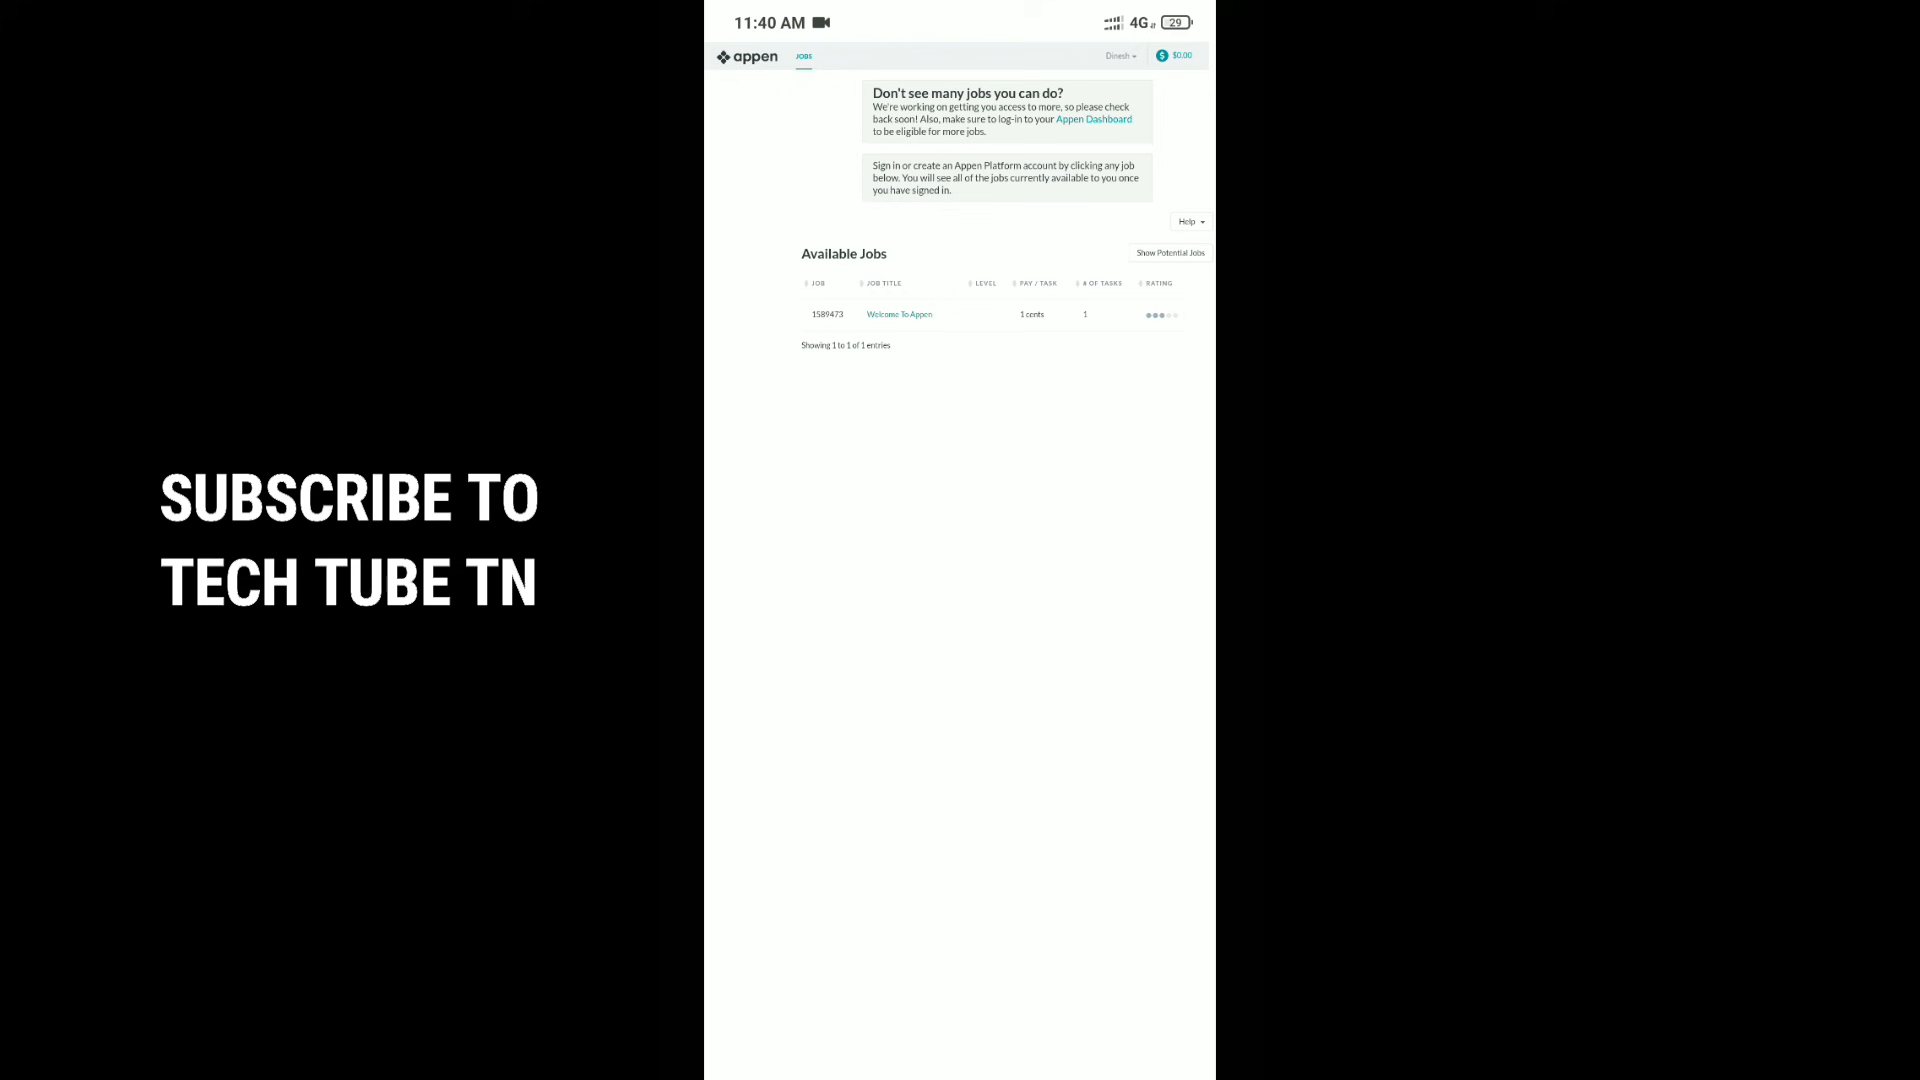 11:40 AM 4G 29
appen JOBS Dinesh $ $0.00
Don't see many jobs you can do?
We're working on getting you access to more, so please check
back soon! Also, make sure to log-in to your Appen Dashboard
to be eligible for more jobs.
Sign in or create an Appen Platform account by clicking any job
below. You will see all of the jobs currently available to you once
you have signed in.
Help
Available Jobs Show Potential Jobs
JOB JOB TITLE LEVEL PAY / TASK # OF TASKS RATING
1589473 Welcome To Appen 1 cents 1
Showing 1 to 1 of 1 entries
SUBSCRIBE TO
TECH TUBE TN